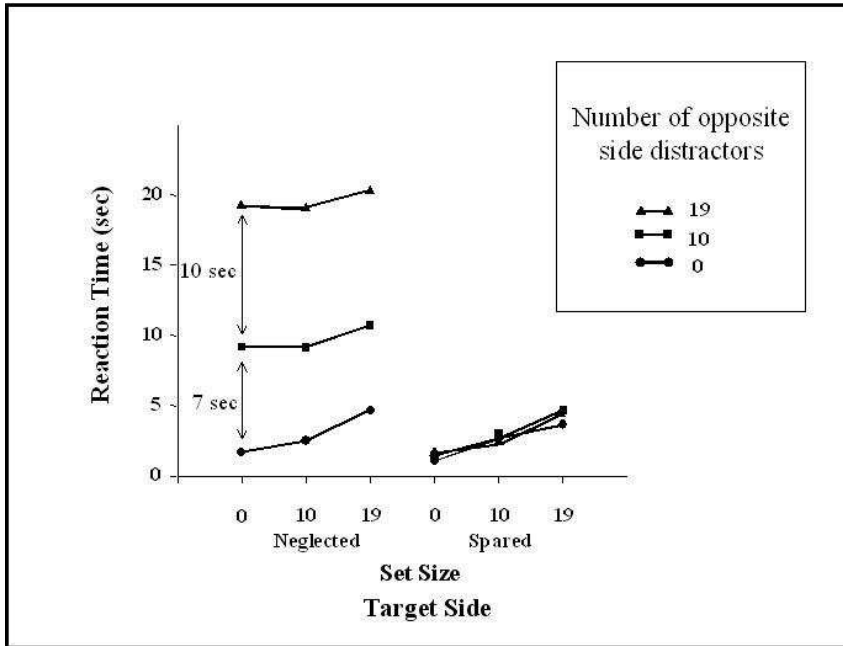 Number of opposite
side distractors
19
10
0
Reaction Time (sec)
20
15
10
5
0
10 sec
7 sec
0 10 19 0 10 19
Neglected Spared
Set Size
Target Side